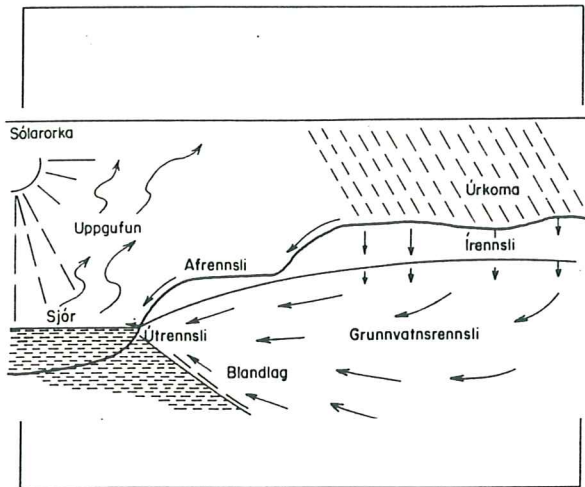 Sólarorka
Úrkoma
Uppgufun
Írennsli
Afrennsli
Sjór
Útrennsli
Grunnvatnsrennsli
Blandlag